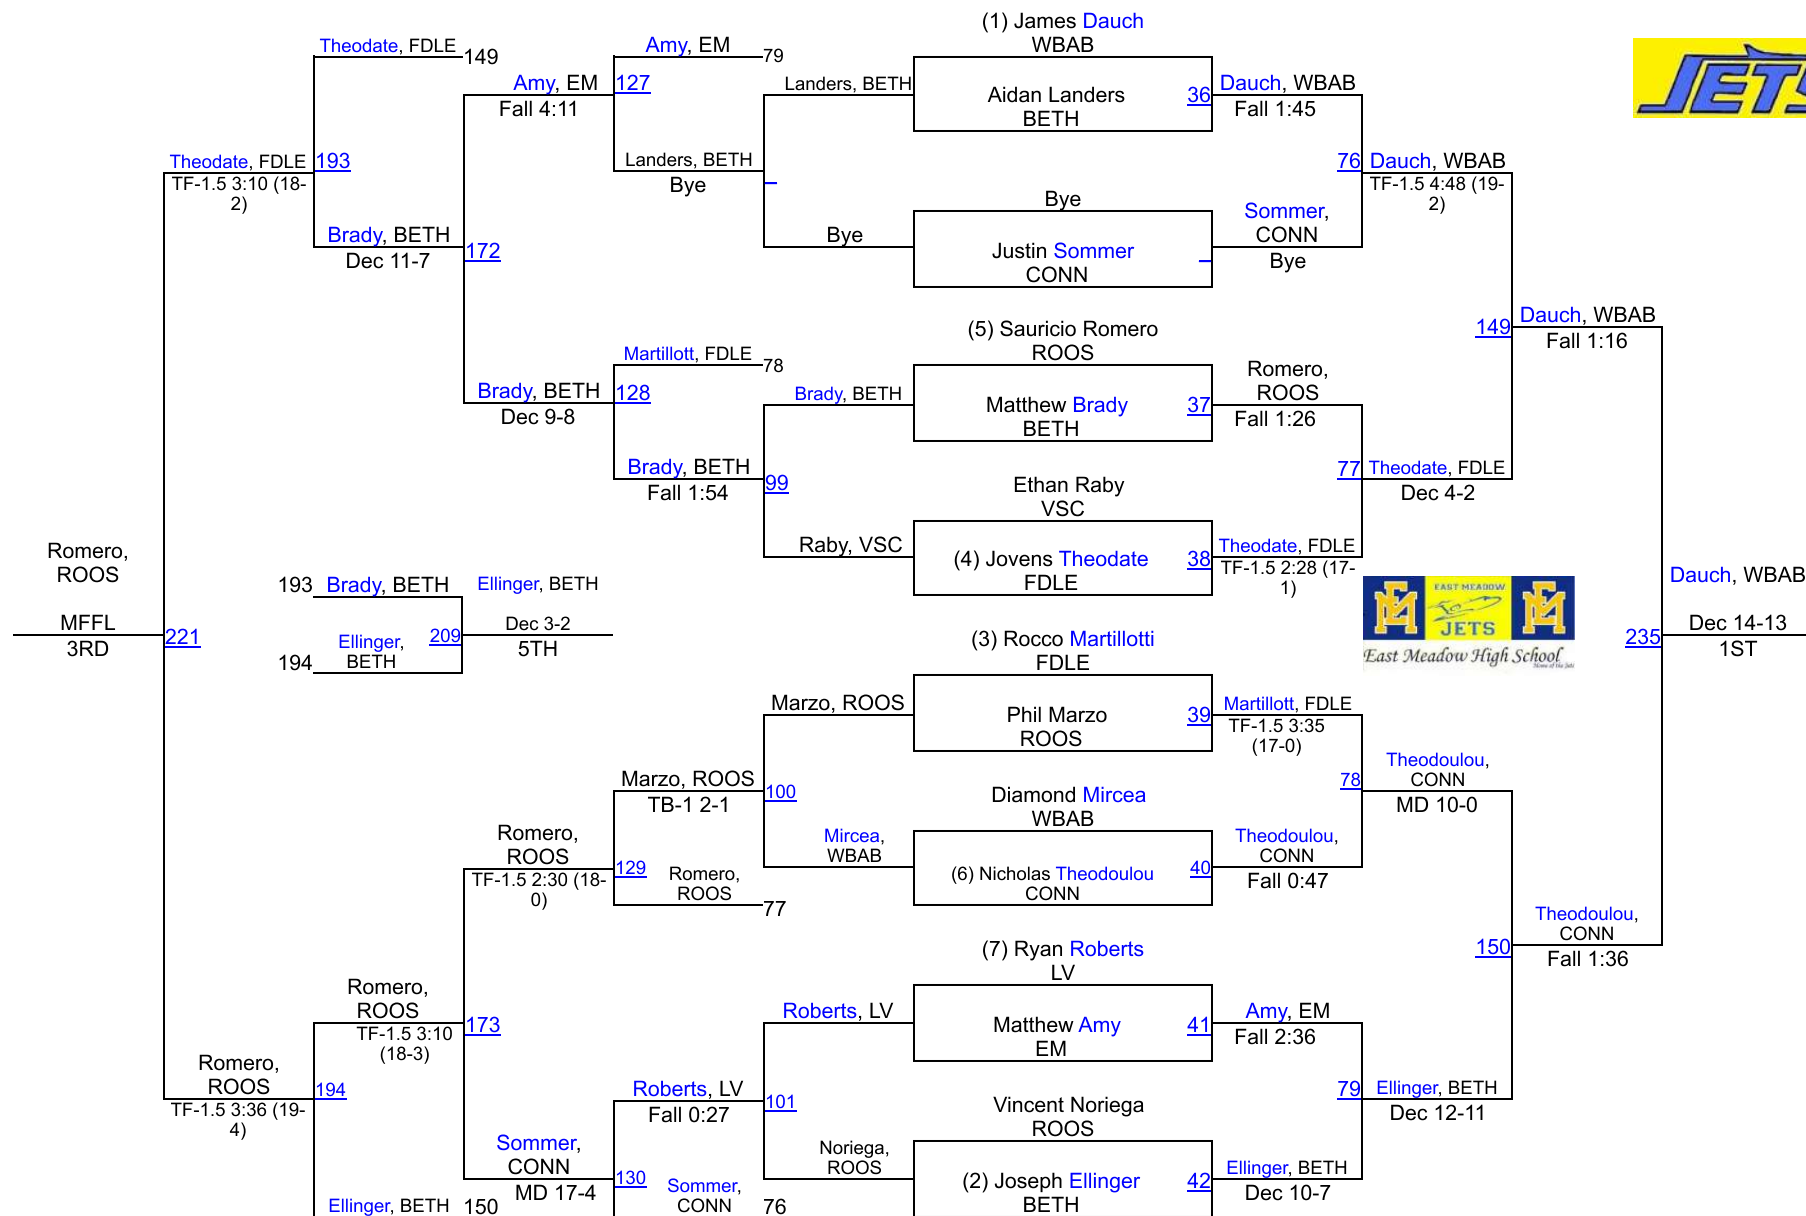 (1) James Dauch
WBAB
Theodate, FDLE
149
Amy, EM
79
Amy, EM
127
Fall 4:11
Landers, BETH
Aidan Landers
BETH
36
Dauch, WBAB
Fall 1:45
JETS
Theodate, FDLE
193
TF-1.5 3:10 (18-
2)
Landers, BETH
Bye
76
Dauch, WBAB
TF-1.5 4:48 (19-
2)
Bye
Brady, BETH
Dec 11-7
172
Bye
Justin Sommer
CONN
Sommer,
CONN
Bye
(5) Sauricio Romero
ROOS
149
Dauch, WBAB
Fall 1:16
Martillott, FDLE
78
Brady, BETH
128
Dec 9-8
Brady, BETH
Matthew Brady
BETH
37
Romero,
ROOS
Fall 1:26
Brady, BETH
Fall 1:54
99
Ethan Raby
VSC
77
Theodate, FDLE
Dec 4-2
Raby, VSC
(4) Jovens Theodate
FDLE
38
Theodate, FDLE
TF-1.5 2:28 (17-
1)
Romero,
ROOS
MFFL
3RD
221
193
Brady, BETH
Ellinger,
BETH
194
209
Ellinger, BETH
Dec 3-2
5TH
EM
EAST MEADOW
JETS
EM
East Meadow High School
Home of the Jets
Dauch, WBAB
235
Dec 14-13
1ST
(3) Rocco Martillotti
FDLE
Marzo, ROOS
Phil Marzo
ROOS
39
Martillott, FDLE
TF-1.5 3:35
(17-0)
Marzo, ROOS
TB-1 2-1
100
Diamond Mircea
WBAB
78
Theodoulou,
CONN
MD 10-0
Romero,
ROOS
TF-1.5 2:30 (18-
0)
129
Romero,
ROOS
77
Mircea,
WBAB
(6) Nicholas Theodoulou
CONN
40
Theodoulou,
CONN
Fall 0:47
(7) Ryan Roberts
LV
150
Theodoulou,
CONN
Fall 1:36
Romero,
ROOS
TF-1.5 3:10
(18-3)
173
Roberts, LV
Matthew Amy
EM
41
Amy, EM
Fall 2:36
Romero,
ROOS
TF-1.5 3:36 (19-
4)
194
Roberts, LV
Fall 0:27
101
Vincent Noriega
ROOS
79
Ellinger, BETH
Dec 12-11
Sommer,
CONN
MD 17-4
130
Sommer,
CONN
76
Noriega,
ROOS
(2) Joseph Ellinger
BETH
42
Ellinger, BETH
Dec 10-7
Ellinger, BETH
150